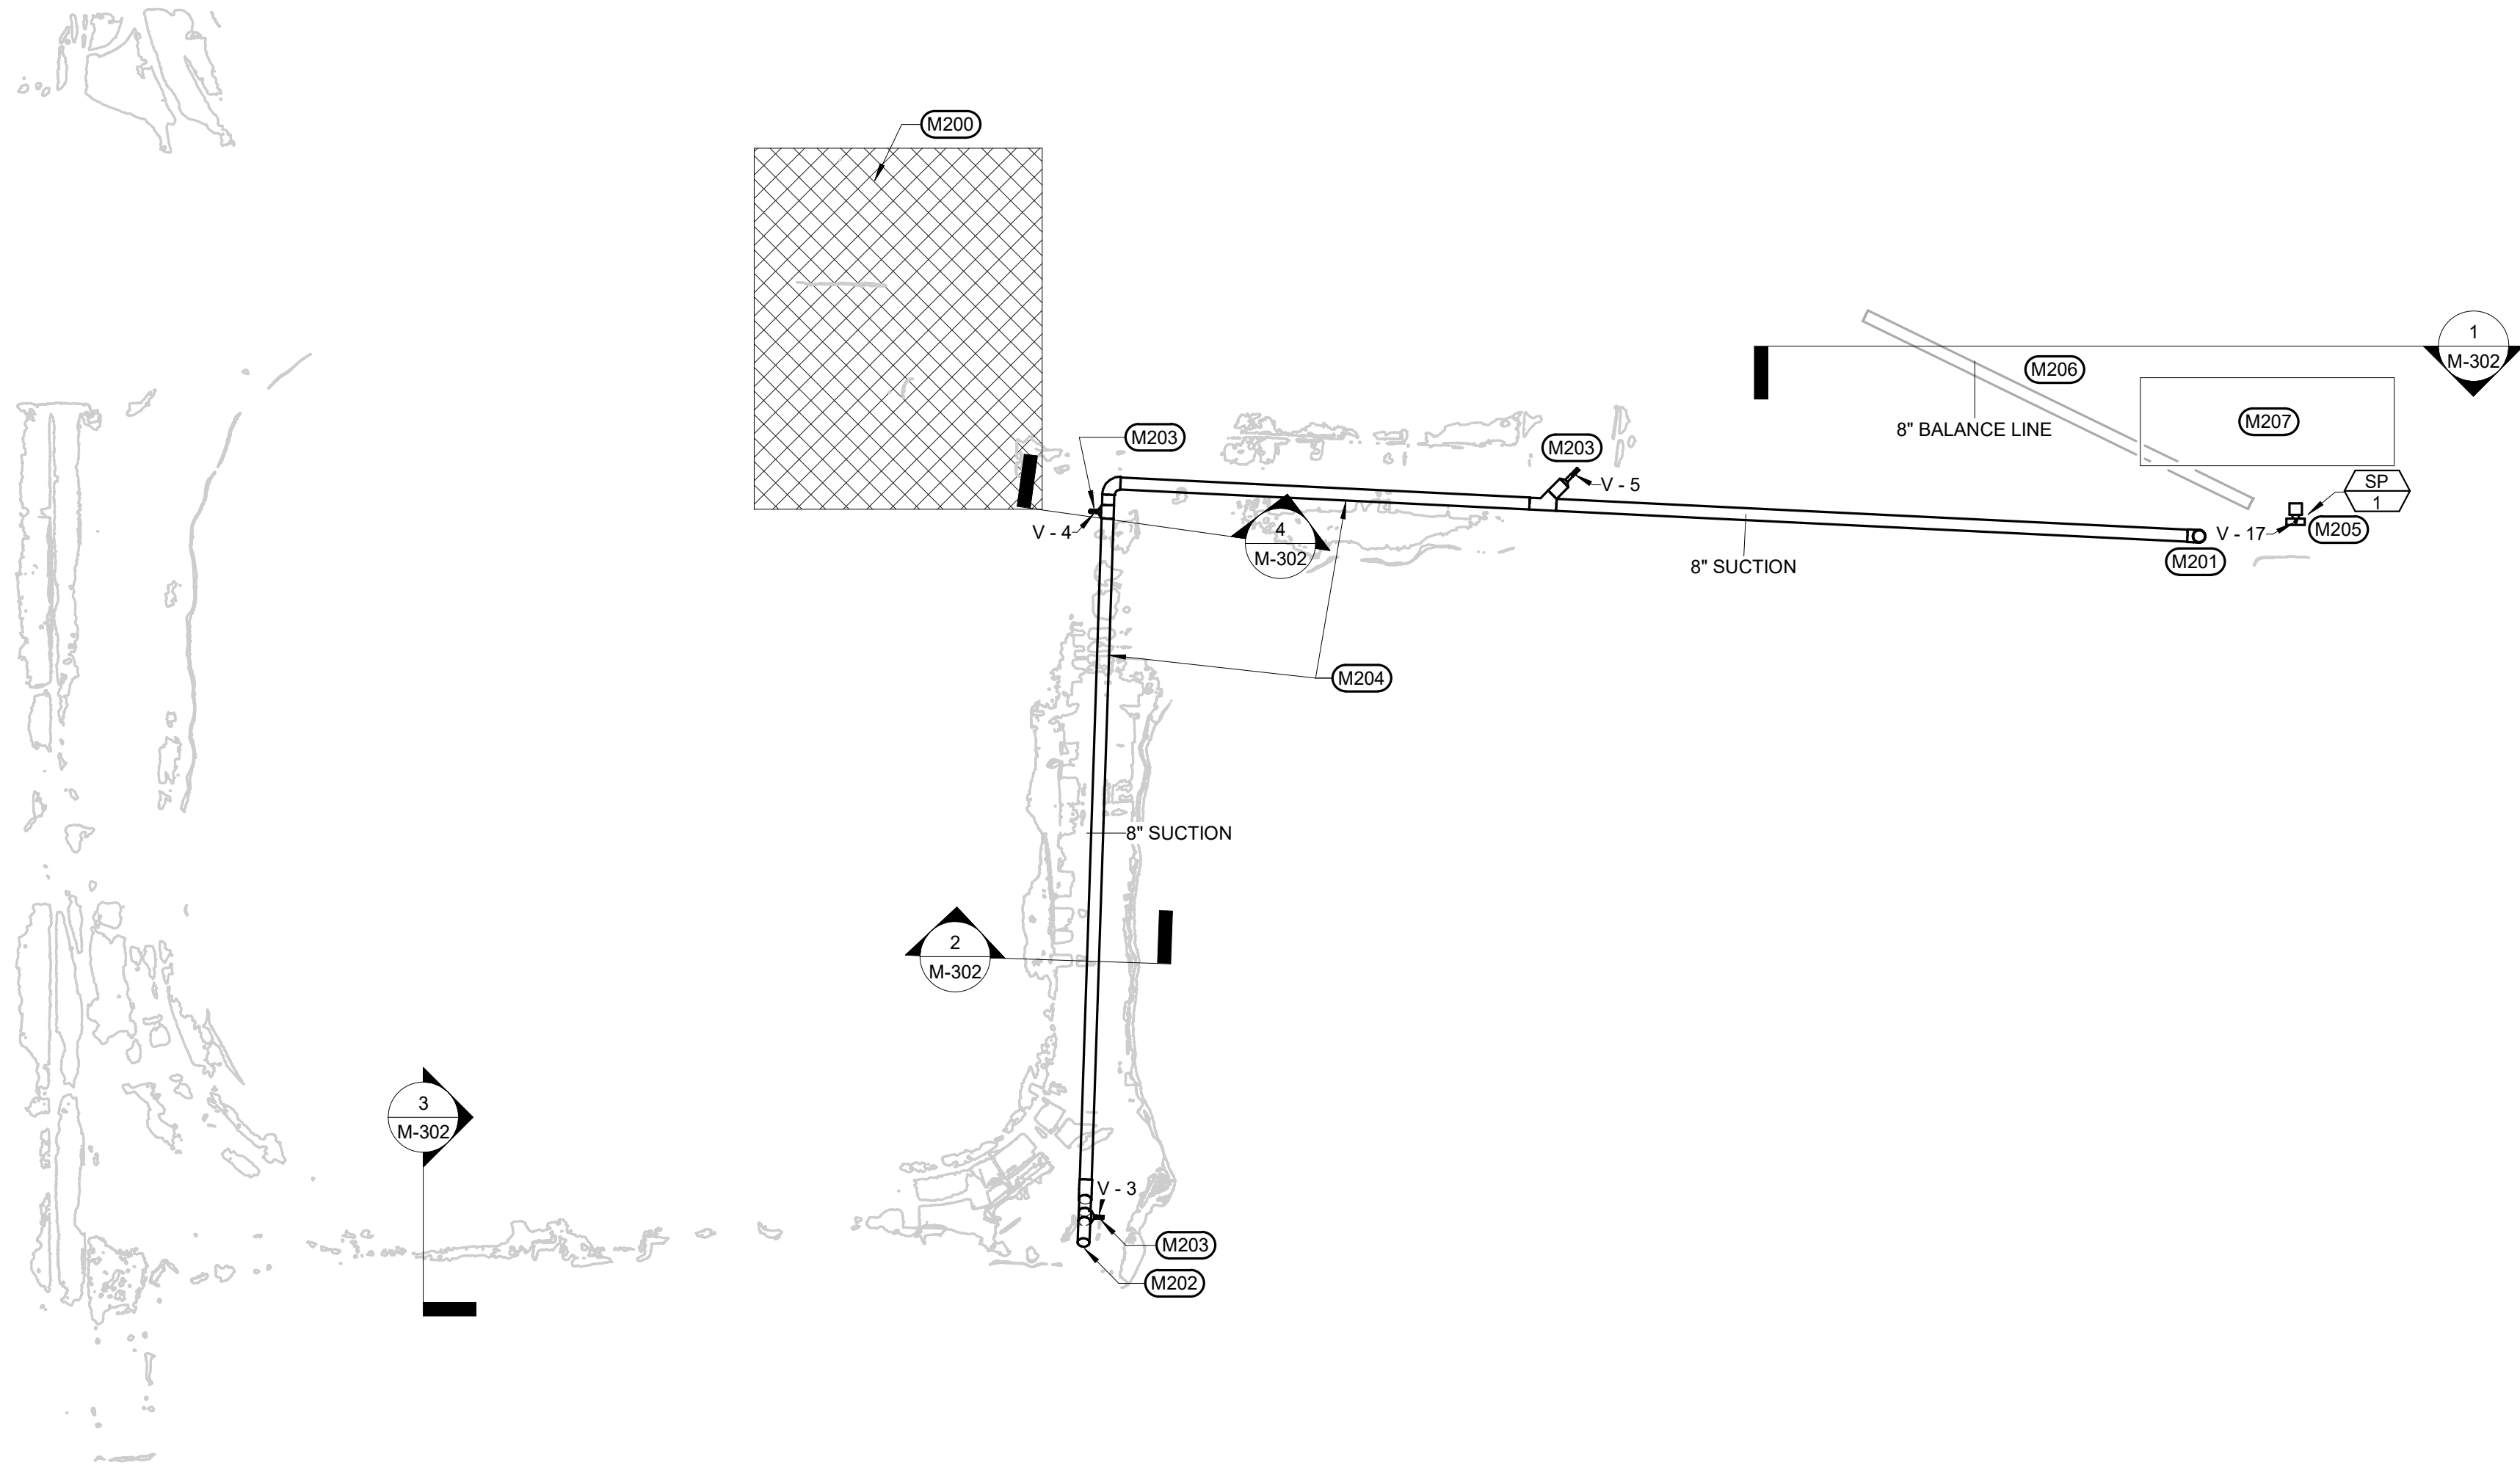 M200
1
M-302
M206
M207
8" BALANCE LINE
M203
M203
V - 5
SP
1
V - 4
4
M-302
V - 17
M205
M201
8" SUCTION
M204
8" SUCTION
2
M-302
3
M-302
V - 3
M203
M202